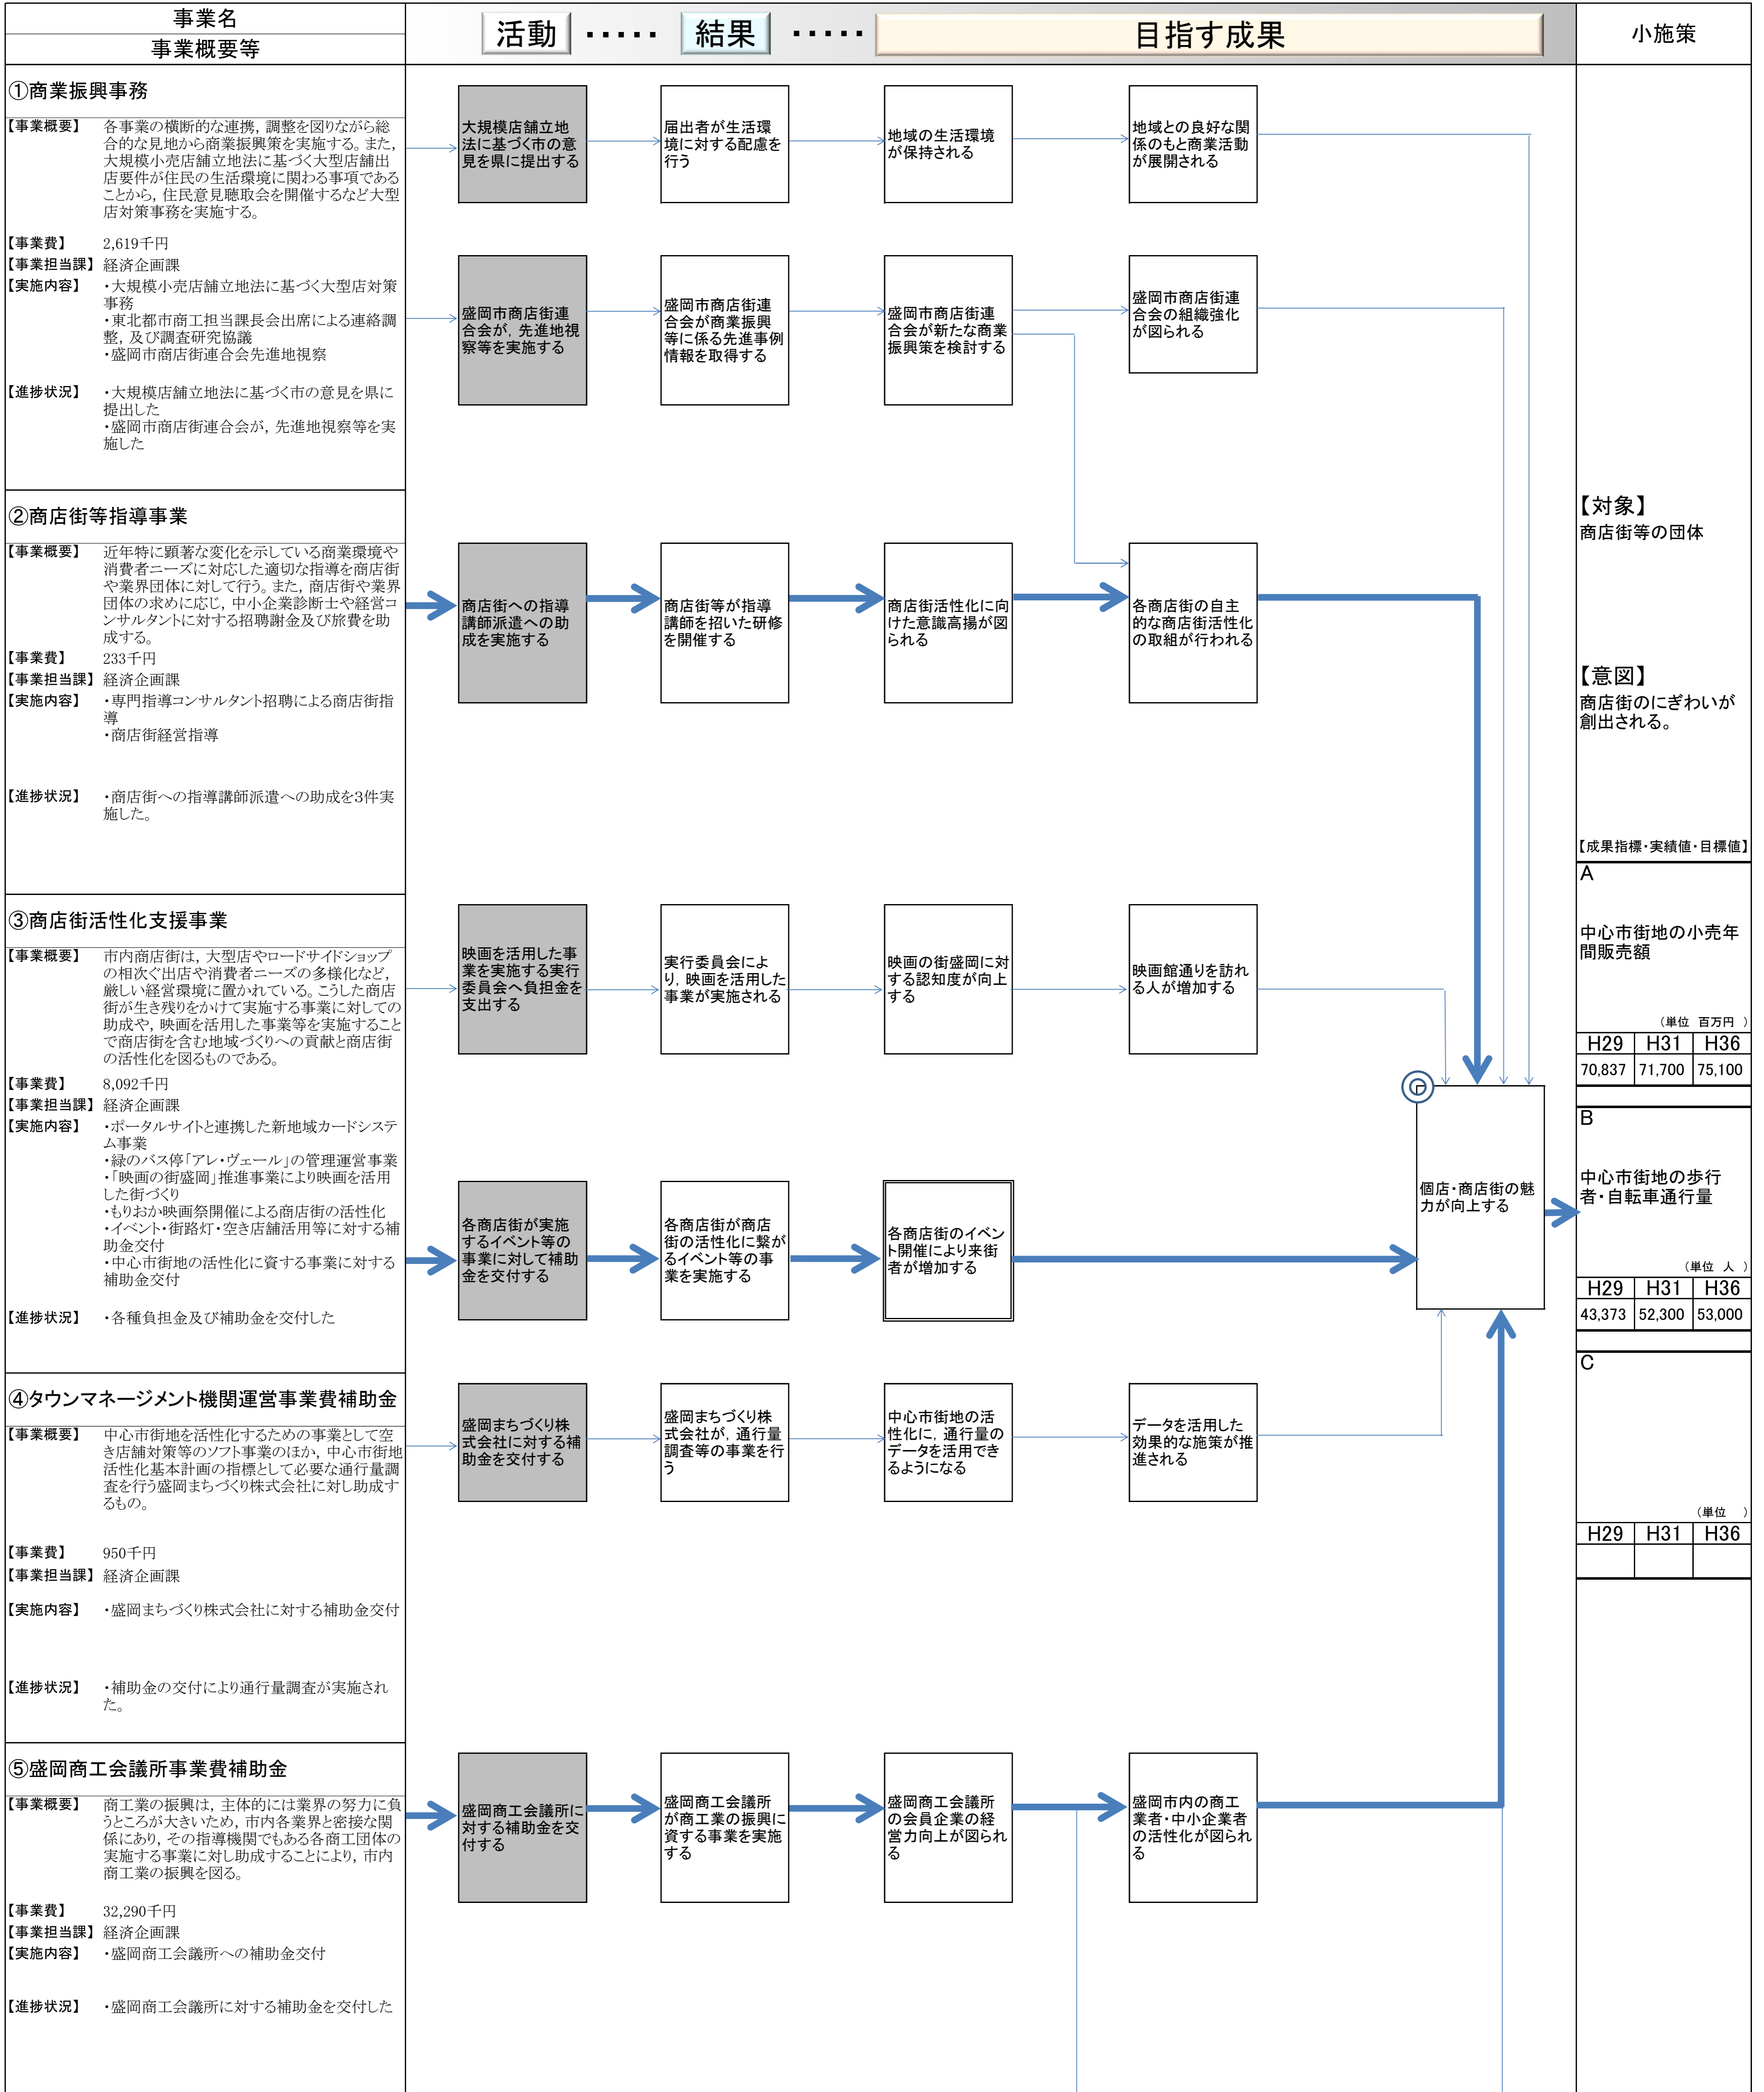 事業名
事業概要等
活動
・・・・・
結果
・・・・・
目指す成果
小施策
①商業振興事務
【事業概要】
各事業の横断的な連携，調整を図りながら総
合的な見地から商業振興策を実施する。また，
大規模小売店舗立地法に基づく大型店舗出
店要件が住民の生活環境に関わる事項である
ことから，住民意見聴取会を開催するなど大型
店対策事務を実施する。
【事業費】
2,619千円
【事業担当課】
経済企画課
【実施内容】
・大規模小売店舗立地法に基づく大型店対策
事務
・東北都市商工担当課長会出席による連絡調
整，及び調査研究協議
・盛岡市商店街連合会先進地視察
【進捗状況】
・大規模店舗立地法に基づく市の意見を県に
提出した
・盛岡市商店街連合会が，先進地視察等を実
施した
大規模店舗立地
法に基づく市の意
見を県に提出する
届出者が生活環
境に対する配慮を
行う
地域の生活環境
が保持される
地域との良好な関
係のもと商業活動
が展開される
盛岡市商店街連
合会が，先進地視
察等を実施する
盛岡市商店街連
合会が商業振興
等に係る先進事例
情報を取得する
盛岡市商店街連
合会が新たな商業
振興策を検討する
盛岡市商店街連
合会の組織強化
が図られる
②商店街等指導事業
【事業概要】
近年特に顕著な変化を示している商業環境や
消費者ニーズに対応した適切な指導を商店街
や業界団体に対して行う。また，商店街や業界
団体の求めに応じ，中小企業診断士や経営コ
ンサルタントに対する招聘謝金及び旅費を助
成する。
【事業費】
233千円
【事業担当課】
経済企画課
【実施内容】
・専門指導コンサルタント招聘による商店街指
導
・商店街経営指導
【進捗状況】
・商店街への指導講師派遣への助成を3件実
施した。
商店街への指導
講師派遣への助
成を実施する
商店街等が指導
講師を招いた研修
を開催する
商店街活性化に向
けた意識高揚が図
られる
各商店街の自主
的な商店街活性化
の取組が行われる
③商店街活性化支援事業
【事業概要】
市内商店街は，大型店やロードサイドショップ
の相次ぐ出店や消費者ニーズの多様化など，
厳しい経営環境に置かれている。こうした商店
街が生き残りをかけて実施する事業に対しての
助成や，映画を活用した事業等を実施すること
で商店街を含む地域づくりへの貢献と商店街
の活性化を図るものである。
【事業費】
8,092千円
【事業担当課】
経済企画課
【実施内容】
・ポータルサイトと連携した新地域カードシステ
ム事業
・緑のバス停「アレ・ヴェール」の管理運営事業
・「映画の街盛岡」推進事業により映画を活用
した街づくり
・もりおか映画祭開催による商店街の活性化
・イベント・街路灯・空き店舗活用等に対する補
助金交付
・中心市街地の活性化に資する事業に対する
補助金交付
【進捗状況】
・各種負担金及び補助金を交付した
映画を活用した事
業を実施する実行
委員会へ負担金を
支出する
実行委員会によ
り，映画を活用した
事業が実施される
映画の街盛岡に対
する認知度が向上
する
映画館通りを訪れ
る人が増加する
各商店街が実施
するイベント等の
事業に対して補助
金を交付する
各商店街が商店
街の活性化に繋が
るイベント等の事
業を実施する
各商店街のイベン
ト開催により来街
者が増加する
◎
個店・商店街の魅
力が向上する
④タウンマネージメント機関運営事業費補助金
【事業概要】
中心市街地を活性化するための事業として空
き店舗対策等のソフト事業のほか，中心市街地
活性化基本計画の指標として必要な通行量調
査を行う盛岡まちづくり株式会社に対し助成す
るもの。
【事業費】
950千円
【事業担当課】
経済企画課
【実施内容】
・盛岡まちづくり株式会社に対する補助金交付
【進捗状況】
・補助金の交付により通行量調査が実施され
た。
盛岡まちづくり株
式会社に対する補
助金を交付する
盛岡まちづくり株
式会社が，通行量
調査等の事業を行
う
中心市街地の活
性化に，通行量の
データを活用でき
るようになる
データを活用した
効果的な施策が推
進される
⑤盛岡商工会議所事業費補助金
【事業概要】
商工業の振興は，主体的には業界の努力に負
うところが大きいため，市内各業界と密接な関
係にあり，その指導機関でもある各商工団体の
実施する事業に対し助成することにより，市内
商工業の振興を図る。
【事業費】
32,290千円
【事業担当課】
経済企画課
【実施内容】
・盛岡商工会議所への補助金交付
【進捗状況】
・盛岡商工会議所に対する補助金を交付した
盛岡商工会議所に
対する補助金を交
付する
盛岡商工会議所
が商工業の振興に
資する事業を実施
する
盛岡商工会議所
の会員企業の経
営力向上が図られ
る
盛岡市内の商工
業者・中小企業者
の活性化が図られ
る
【対象】
商店街等の団体
【意図】
商店街のにぎわいが
創出される。
【成果指標・実績値・目標値】
A
中心市街地の小売年
間販売額
（単位 百万円 ）
H29 H31 H36
70,837 71,700 75,100
B
中心市街地の歩行
者・自転車通行量
（単位 人 ）
H29 H31 H36
43,373 52,300 53,000
C
（単位 ）
H29 H31 H36